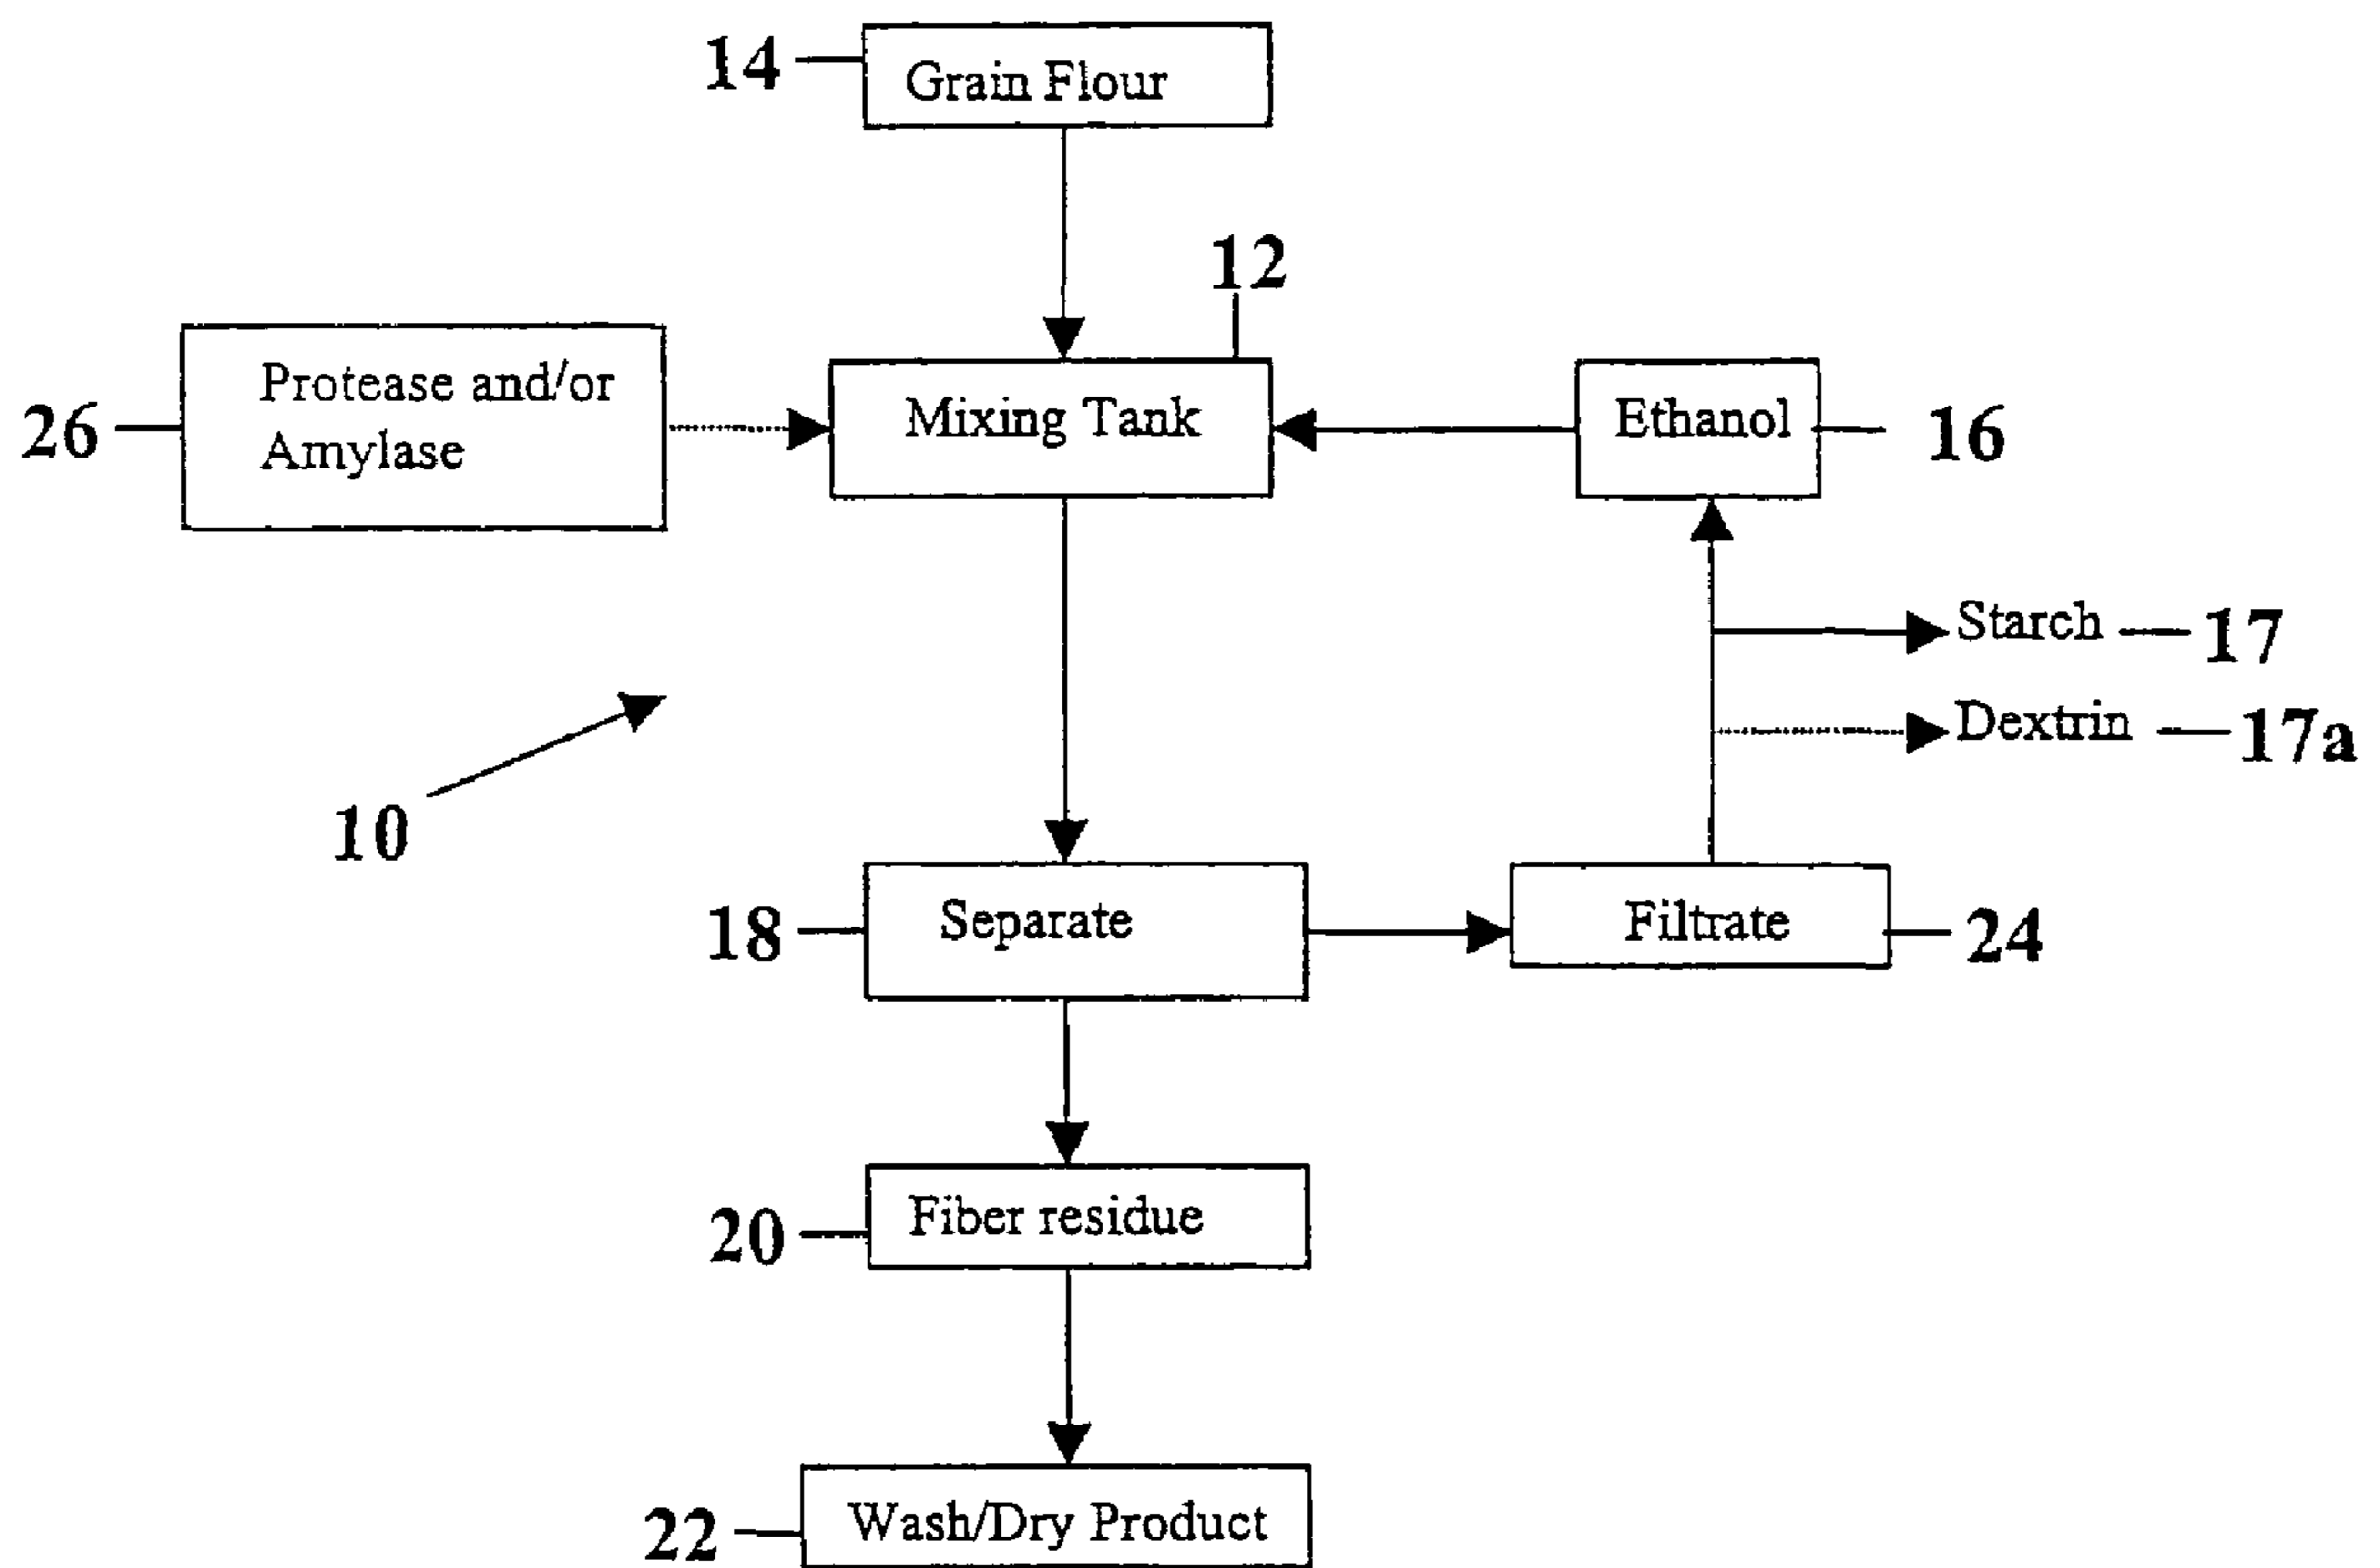 14
Grain Flour
12
26
Protease and/or
Amylase
Mixing Tank
Ethanol
16
Starch
17
Dextrin
17a
10
18
Separate
Filtrate
24
20
Fiber residue
22
Wash/Dry Product